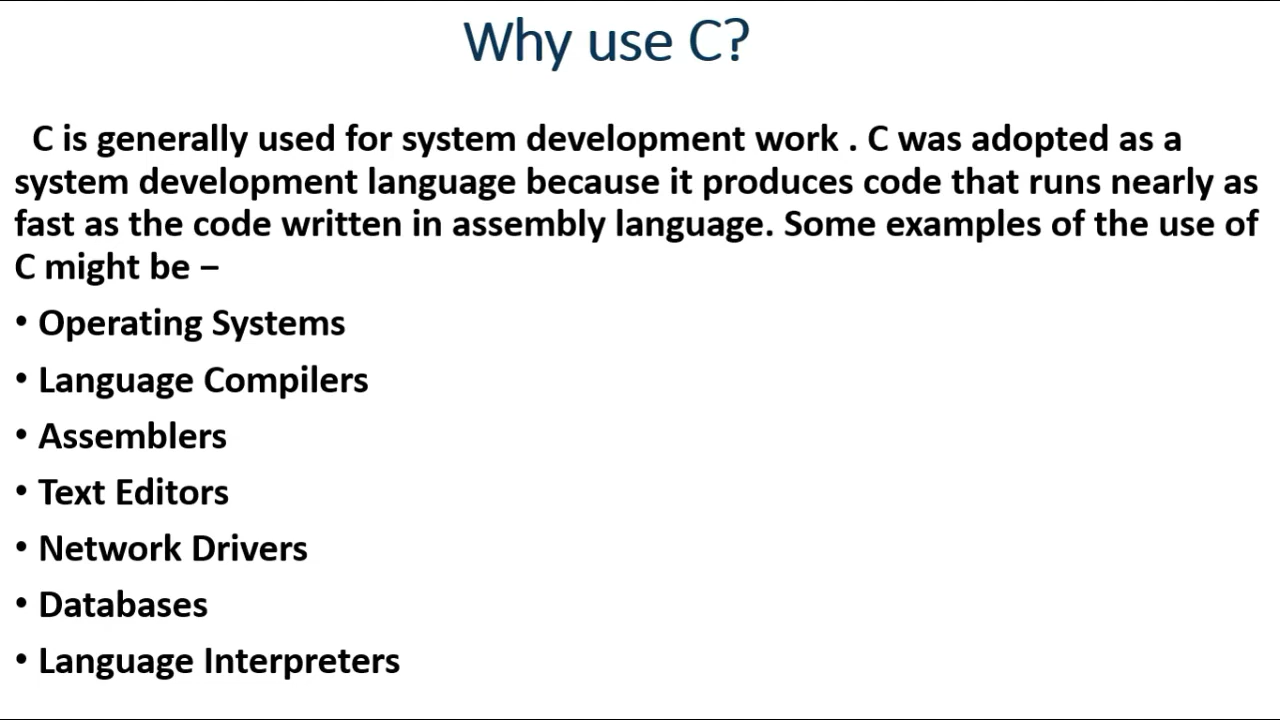 Why use C?
C is generally used for system development work . C was adopted as a
system development language because it produces code that runs nearly as
fast as the code written in assembly language. Some examples of the use of
C might be –
• Operating Systems
• Language Compilers
• Assemblers
• Text Editors
• Network Drivers
• Databases
• Language Interpreters